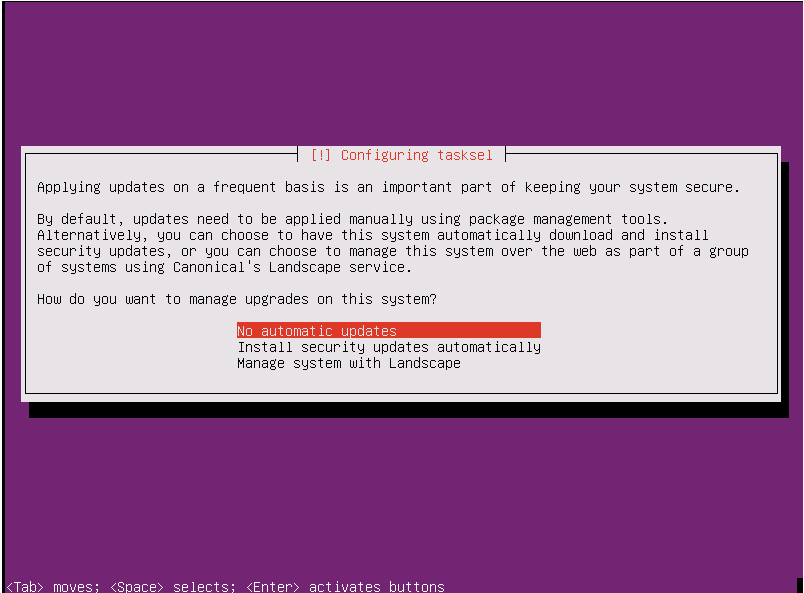 [!] Configuring tasksel
Applying updates on a frequent basis is an important part of keeping your system secure.
By default, updates need to be applied manually using package management tools.
Alternatively, you can choose to have this system automatically download and install
security updates, or you can choose to manage this system over the web as part of a group
of systems using Canonical's Landscape service.
How do you want to manage upgrades on this system?
No automatic updates
Install security updates automatically
Manage system with Landscape
<Tab> moves; <Space> selects; <Enter> activates buttons